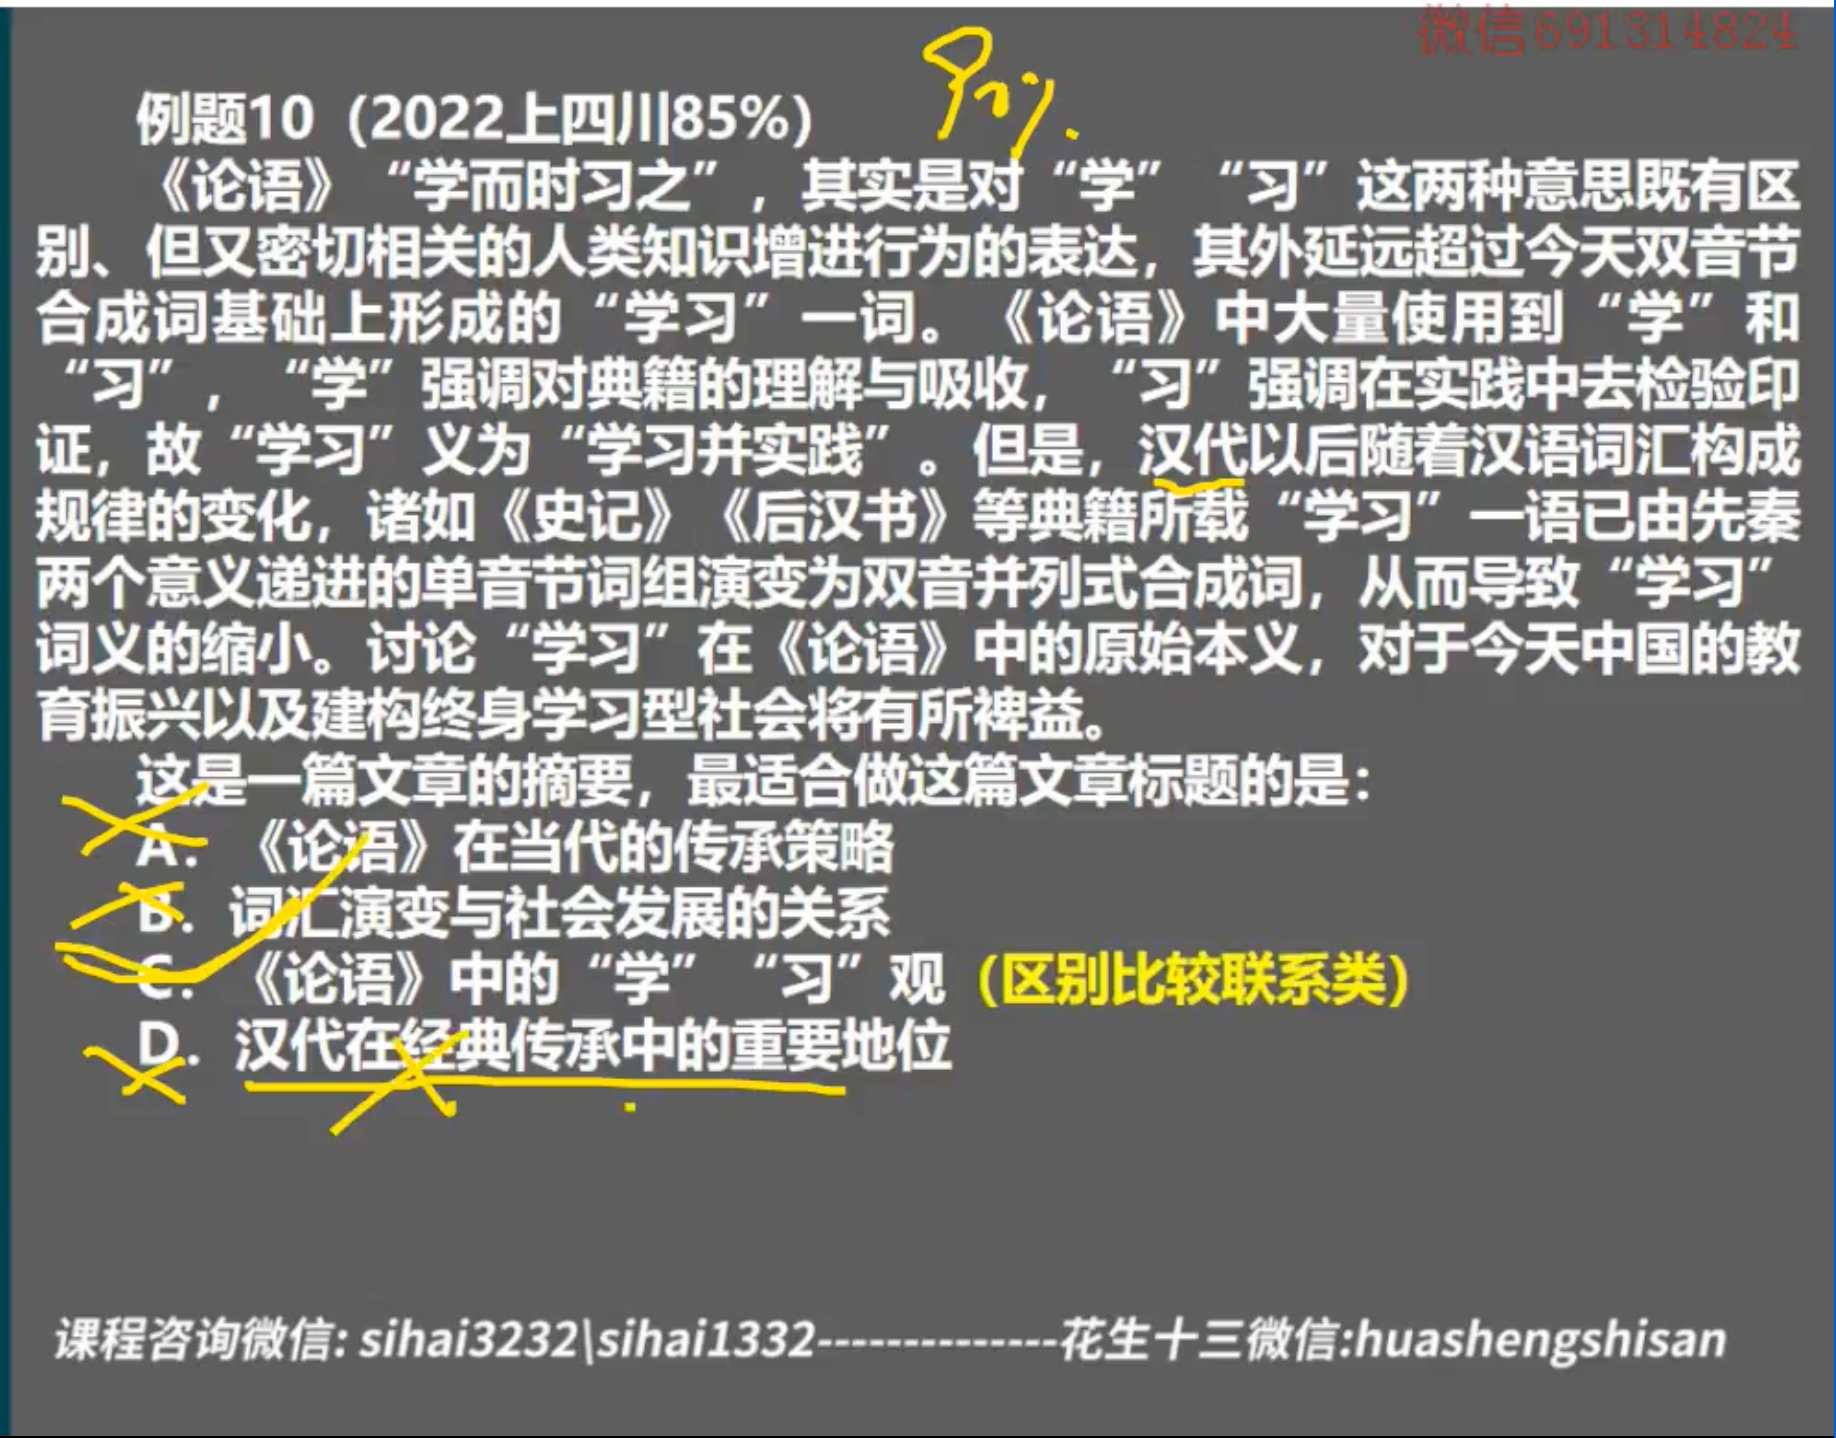 微信691314824
例题10（2022上四川85%）
《论语》“学而时习之”，其实是对“学”“习”这两种意思既有区
别、但又密切相关的人类知识增进行为的表达，其外延远超过今天双音节
合成词基础上形成的“学习”一词。《论语》中大量使用到“学”和
“习”，“学”强调对典籍的理解与吸收，“习”强调在实践中去检验印
证，故“学习”义为“学习并实践”。但是，汉代以后随着汉语词汇构成
规律的变化，诸如《史记》《后汉书》等典籍所载“学习”一语已由先秦
两个意义递进的单音节词组演变为双音并列式合成词，从而导致“学习”
词义的缩小。讨论“学习”在《论语》中的原始本义，对于今天中国的教
育振兴以及建构终身学习型社会将有所裨益。
这是一篇文章的摘要，最适合做这篇文章标题的是：
A. 《论语》在当代的传承策略
B. 词汇演变与社会发展的关系
C. 《论语》中的“学”“习”观（区别比较联系类）
D. 汉代在经典传承中的重要地位
课程咨询微信: sihai3232\sihai1332--------------花生十三微信:huashengshisan